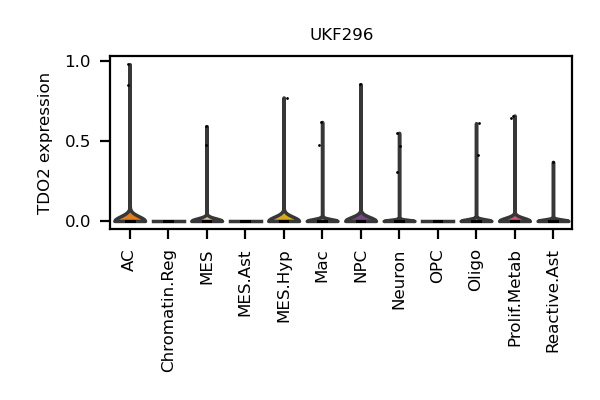 UKF296
TDO2 expression
1.0
0.5
0.0
AC
Chromatin.Reg
MES
MES.Ast
MES.Hyp
Mac
NPC
Neuron
OPC
Oligo
Prolif.Metab
Reactive.Ast